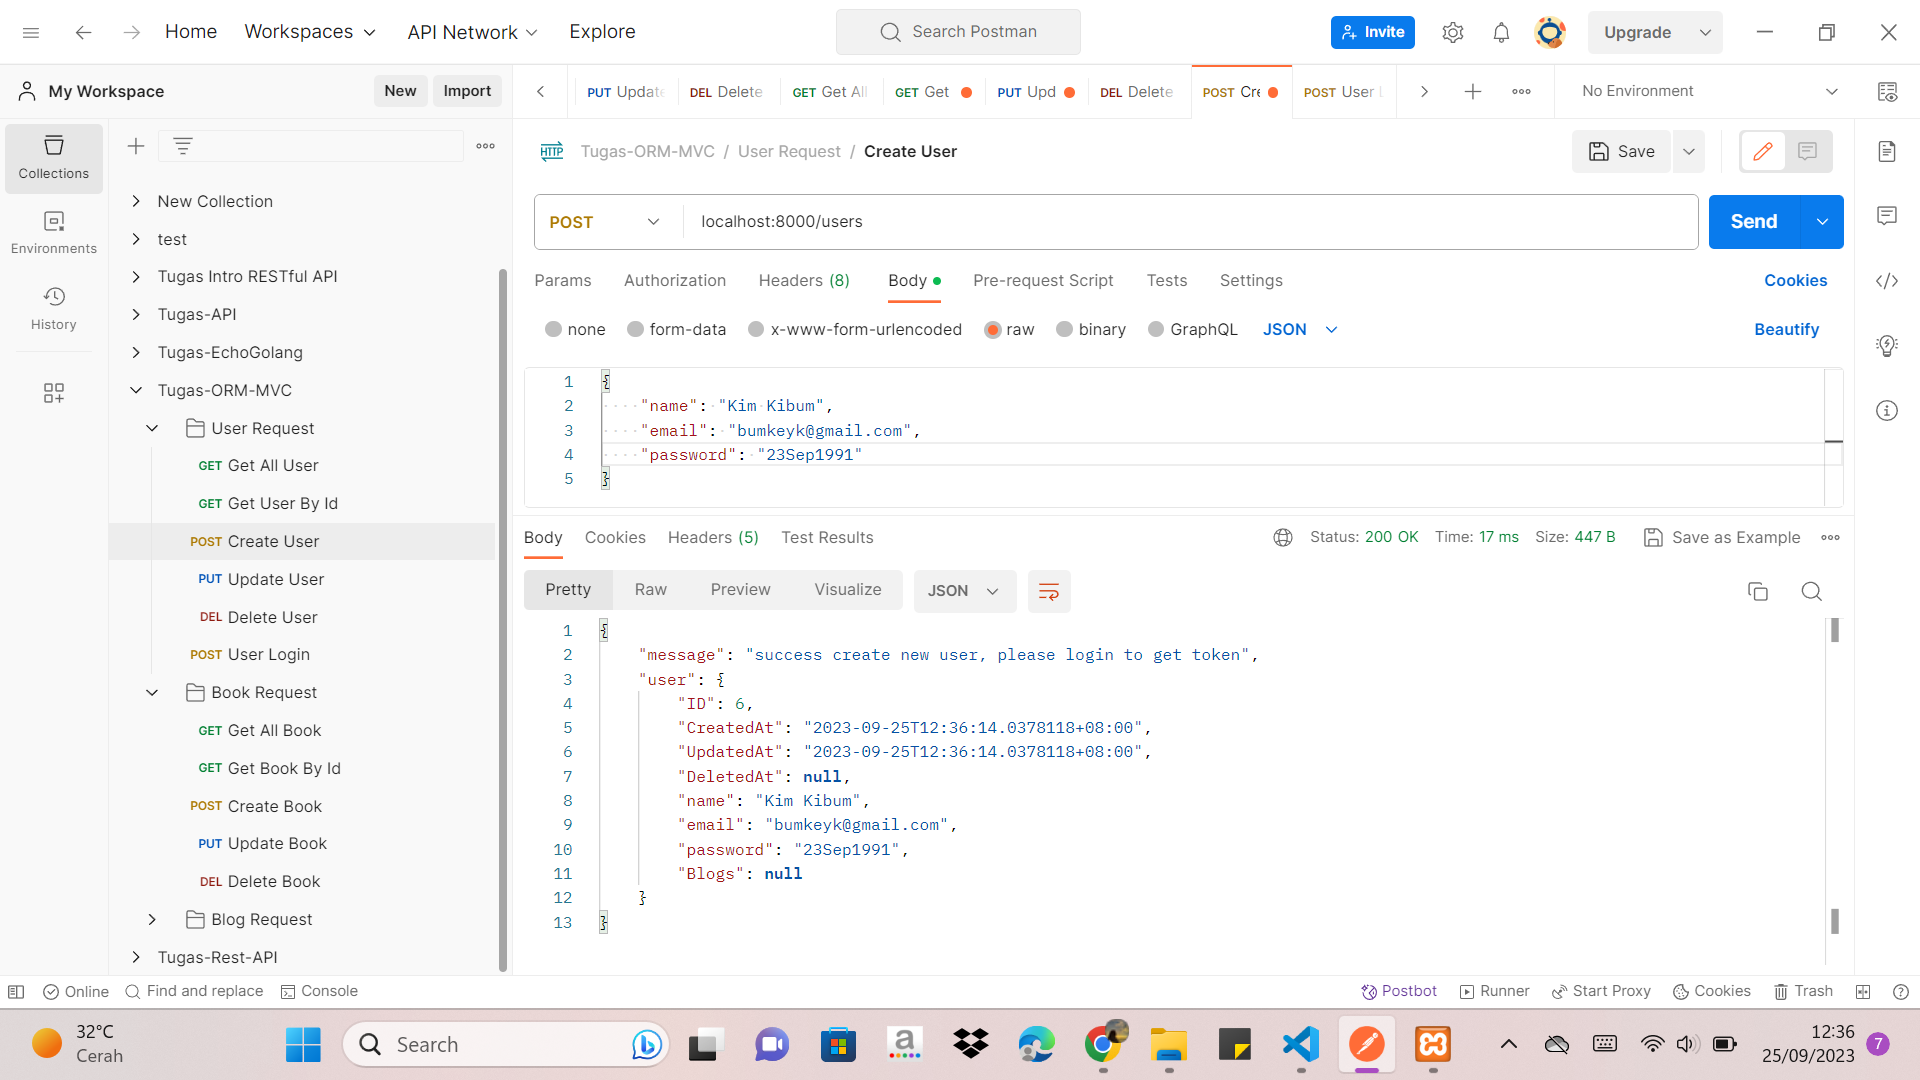 Home Workspaces API Network Explore Search Postman Invite Upgrade
My Workspace New Import
PUT Update DEL Delete GET Get All GET Get PUT Upd DEL Delete POST Cre POST User No Environment
Collections
Environments
History
New Collection
test
Tugas Intro RESTful API
Tugas-API
Tugas-EchoGolang
Tugas-ORM-MVC
User Request
GET Get All User
GET Get User By Id
POST Create User
PUT Update User
DEL Delete User
POST User Login
Book Request
GET Get All Book
GET Get Book By Id
POST Create Book
PUT Update Book
DEL Delete Book
Blog Request
Tugas-Rest-API
HTTP Tugas-ORM-MVC / User Request / Create User Save
POST localhost:8000/users Send
Params Authorization Headers (8) Body Pre-request Script Tests Settings Cookies
none form-data x-www-form-urlencoded raw binary GraphQL JSON Beautify
1 {
2 "name": "Kim Kibum",
3 "email": "bumkeyk@gmail.com",
4 "password": "23Sep1991"
5 }
Body Cookies Headers (5) Test Results Status: 200 OK Time: 17 ms Size: 447 B Save as Example
Pretty Raw Preview Visualize JSON
1 {
2 "message": "success create new user, please login to get token",
3 "user": {
4 "ID": 6,
5 "CreatedAt": "2023-09-25T12:36:14.0378118+08:00",
6 "UpdatedAt": "2023-09-25T12:36:14.0378118+08:00",
7 "DeletedAt": null,
8 "name": "Kim Kibum",
9 "email": "bumkeyk@gmail.com",
10 "password": "23Sep1991",
11 "Blogs": null
12 }
13 }
Online Find and replace Console Postbot Runner Start Proxy Cookies Trash
32°C
Cerah
Search
a
12:36
25/09/2023
7